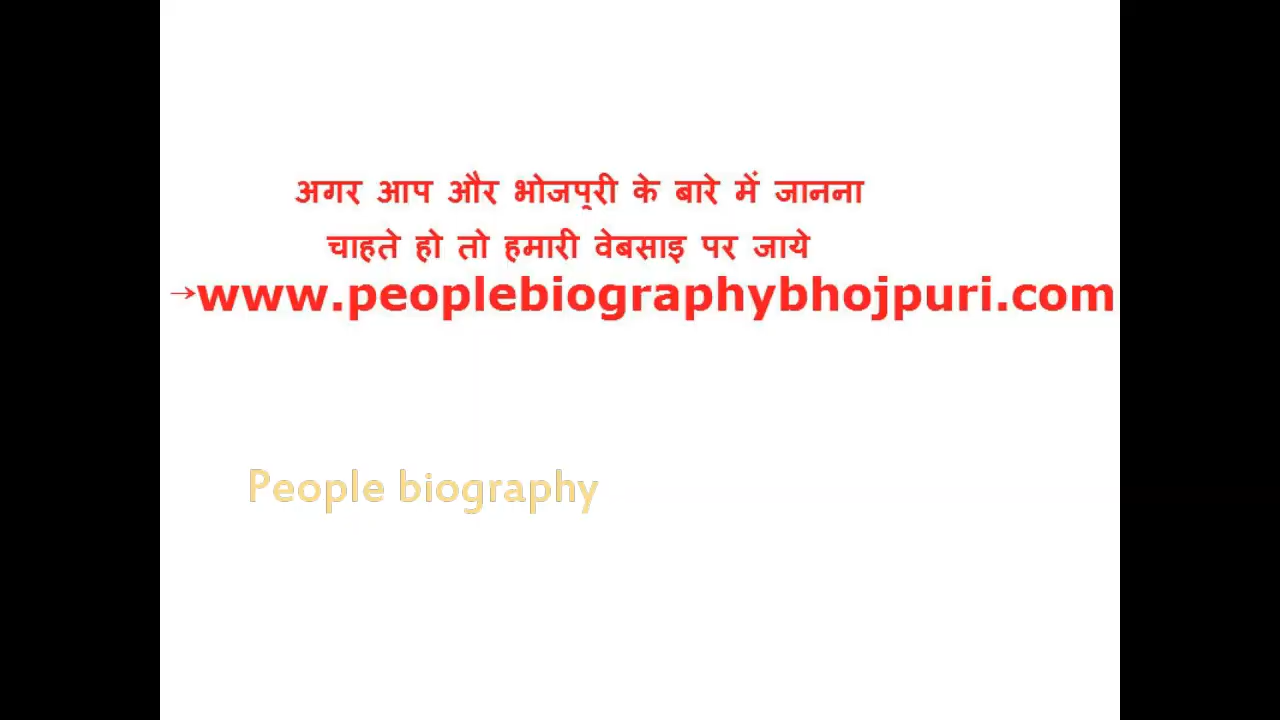 अगर आप और भोजपुरी के बारे में जानना
चाहते हो तो हमारी वेबसाइ पर जाये
→www.peoplebiographybhojpuri.com
People biography